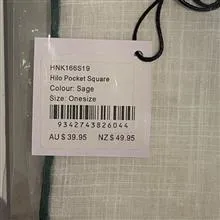 HNK166S19
Hilo Pocket Square
Colour: Sage
Size: Onesize
9342743826044
AU $ 39.95 NZ $ 49.95